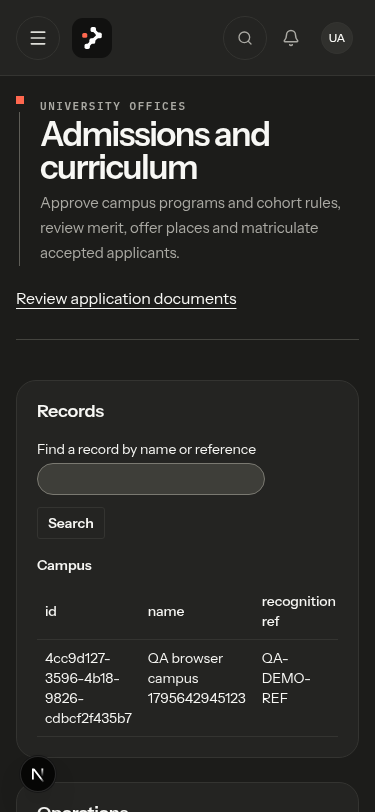 UA
UNIVERSITY OFFICES
Admissions and
curriculum
Approve campus programs and cohort rules,
review merit, offer places and matriculate
accepted applicants.
Review application documents
Records
Find a record by name or reference
Search
Campus
id name recognition
ref
4cc9d127- QA browser QA-
3596-4b18- campus DEMO-
9826- 1795642945123 REF
cdbcf2f435b7
N
Operations